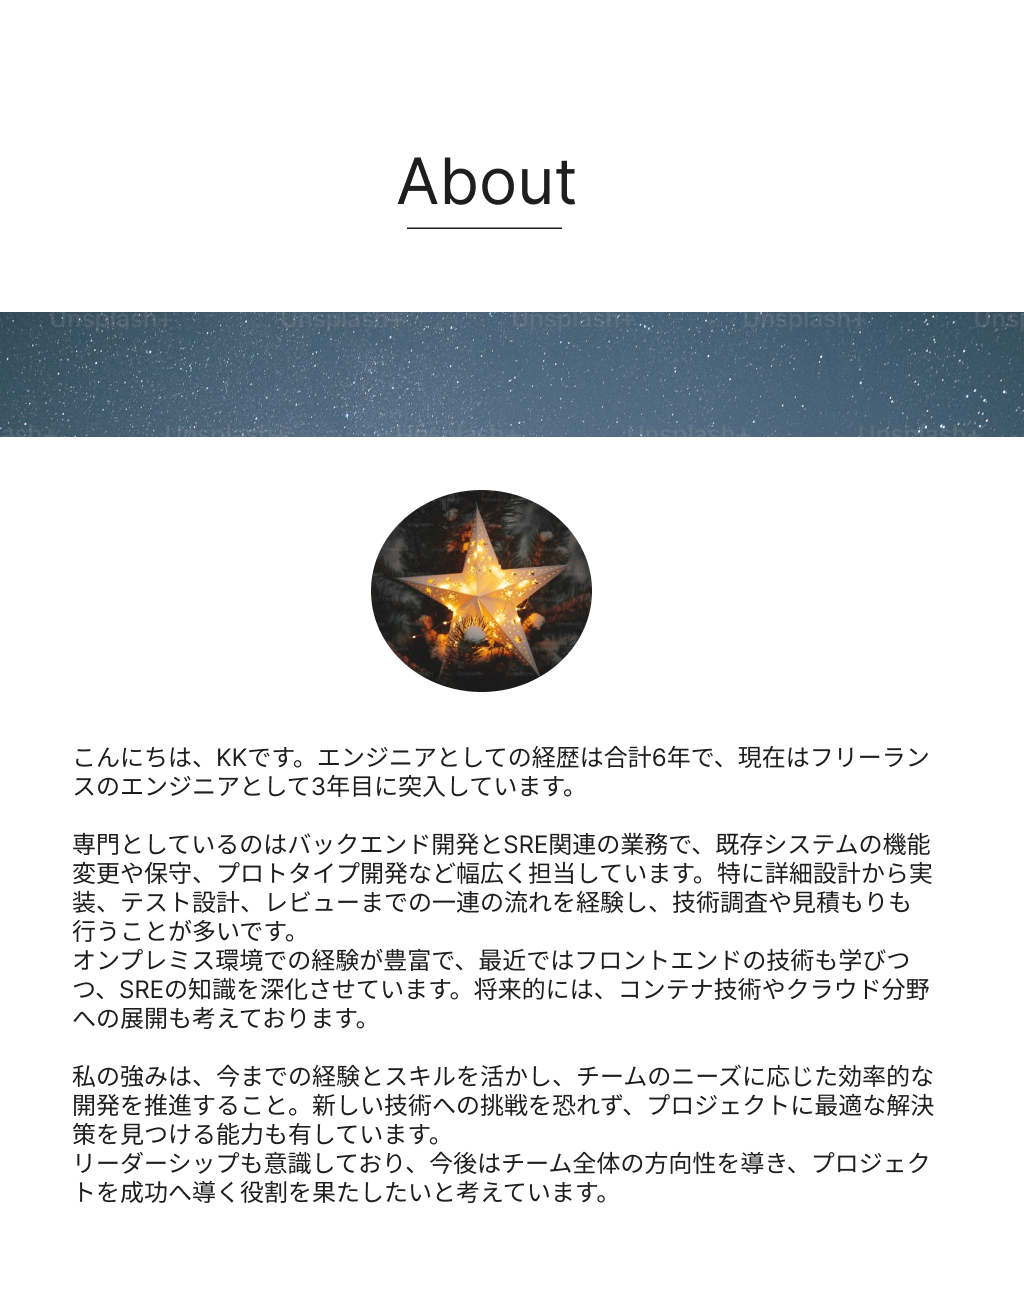 About
Unsplash+ Unsplash+ Unsplash+ Unsplash+
Unsplash+ Unsplash+ Unsplash+ Unsplash+
こんにちは、KKです。エンジニアとしての経歴は合計6年で、現在はフリーラン
スのエンジニアとして3年目に突入しています。
専門としているのはバックエンド開発とSRE関連の業務で、既存システムの機能
変更や保守、プロトタイプ開発など幅広く担当しています。特に詳細設計から実
装、テスト設計、レビューまでの一連の流れを経験し、技術調査や見積もりも
行うことが多いです。
オンプレミス環境での経験が豊富で、最近ではフロントエンドの技術も学びつ
つ、SREの知識を深化させています。将来的には、コンテナ技術やクラウド分野
への展開も考えております。
私の強みは、今までの経験とスキルを活かし、チームのニーズに応じた効率的な
開発を推進すること。新しい技術への挑戦を恐れず、プロジェクトに最適な解決
策を見つける能力も有しています。
リーダーシップも意識しており、今後はチーム全体の方向性を導き、プロジェク
トを成功へ導く役割を果たしたいと考えています。